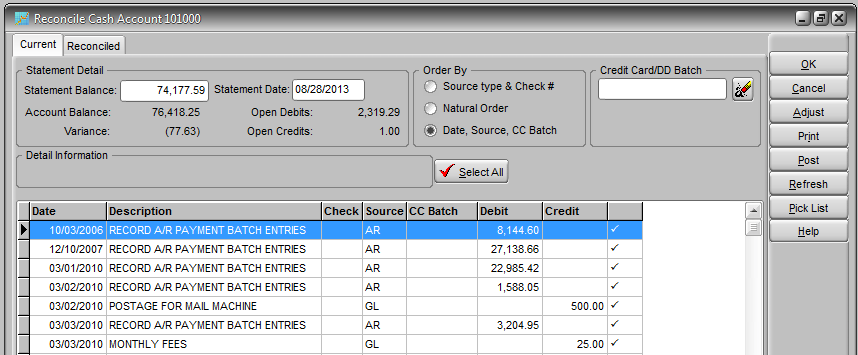 Reconcile Cash Account 101000
Current Reconciled
Statement Detail
Statement Balance: 74,177.59 Statement Date: 08/28/2013
Account Balance: 76,418.25 Open Debits: 2,319.29
Variance: (77.63) Open Credits: 1.00
Order By
Source type & Check #
Natural Order
Date, Source, CC Batch
Credit Card/DD Batch
Detail Information
Select All
OK
Cancel
Adjust
Print
Post
Refresh
Pick List
Help
Date Description Check Source CC Batch Debit Credit
10/03/2006 RECORD A/R PAYMENT BATCH ENTRIES AR 8,144.60
12/10/2007 RECORD A/R PAYMENT BATCH ENTRIES AR 27,138.66
03/01/2010 RECORD A/R PAYMENT BATCH ENTRIES AR 22,985.42
03/02/2010 RECORD A/R PAYMENT BATCH ENTRIES AR 1,588.05
03/02/2010 POSTAGE FOR MAIL MACHINE GL 500.00
03/03/2010 RECORD A/R PAYMENT BATCH ENTRIES AR 3,204.95
03/03/2010 MONTHLY FEES GL 25.00